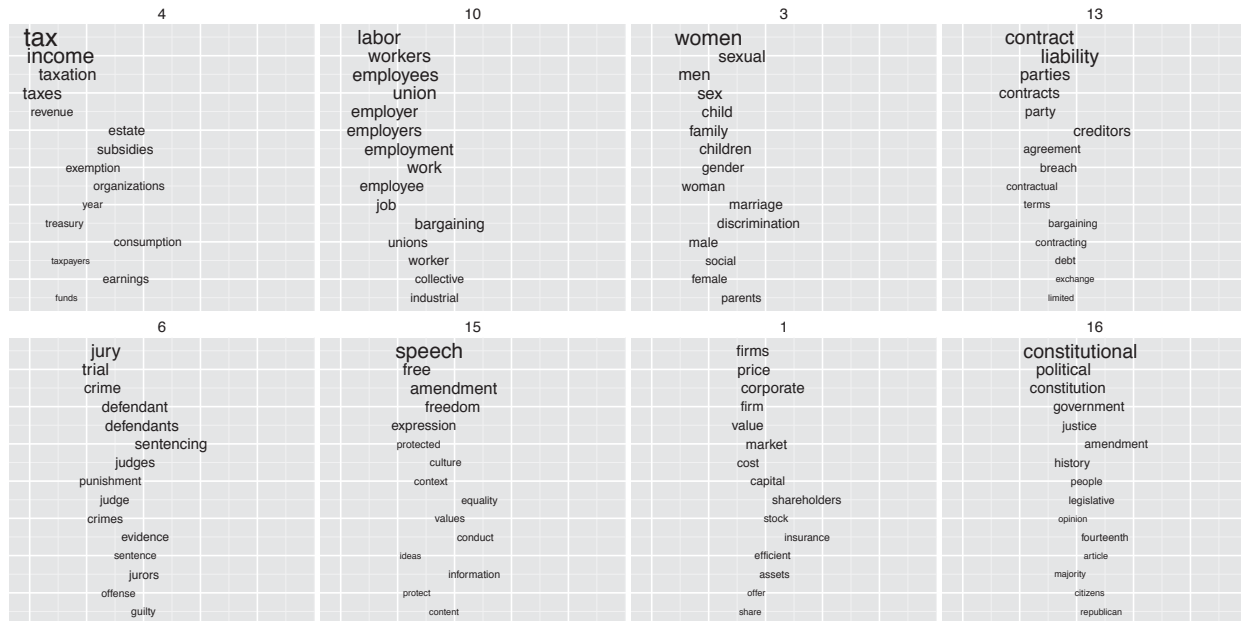 4
tax
income
taxation
taxes
revenue
estate
subsidies
exemption
organizations
year
treasury
consumption
taxpayers
earnings
funds
10
labor
workers
employees
union
employer
employers
employment
work
employee
job
bargaining
unions
worker
collective
industrial
3
women
sexual
men
sex
child
family
children
gender
woman
marriage
discrimination
male
social
female
parents
13
contract
liability
parties
contracts
party
creditors
agreement
breach
contractual
terms
bargaining
contracting
debt
exchange
limited
6
jury
trial
crime
defendant
defendants
sentencing
judges
punishment
judge
crimes
evidence
sentence
jurors
offense
guilty
15
speech
free
amendment
freedom
expression
protected
culture
context
equality
values
conduct
ideas
information
protect
content
1
firms
price
corporate
firm
value
market
cost
capital
shareholders
stock
insurance
efficient
assets
offer
share
16
constitutional
political
constitution
government
justice
amendment
history
people
legislative
opinion
fourteenth
article
majority
citizens
republican